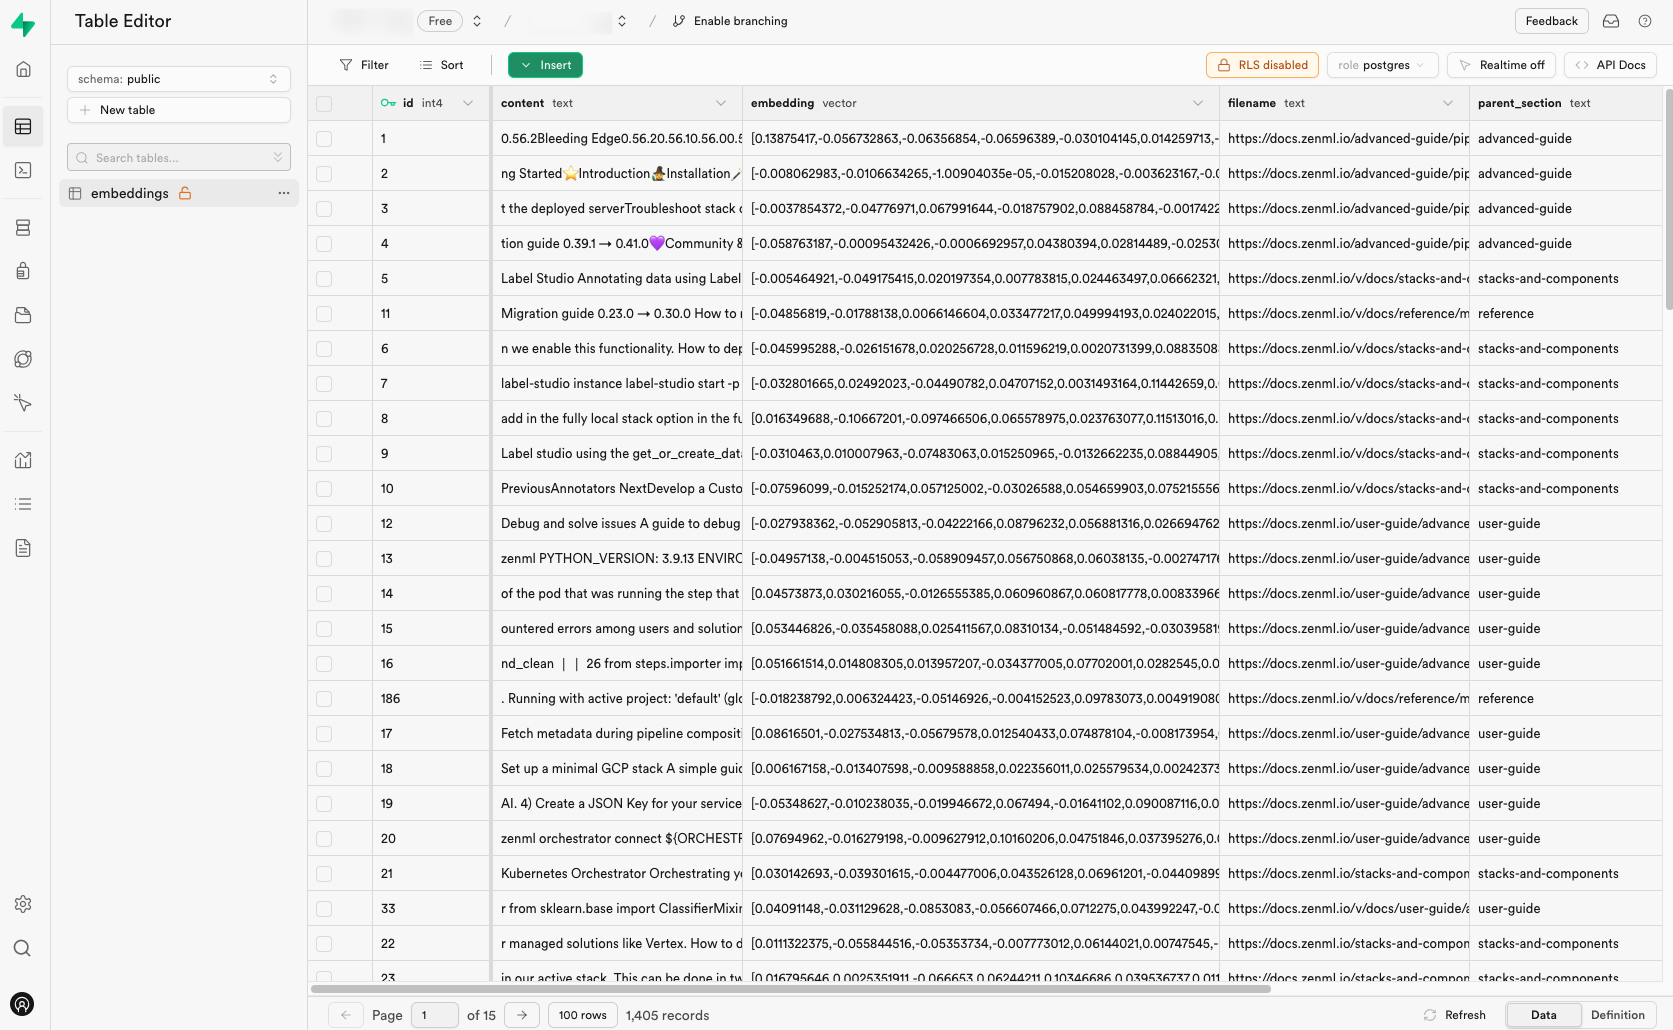 Table Editor
Free / / Enable branching Feedback
schema: public
New table
Search tables...
embeddings
Filter Sort Insert RLS disabled role postgres Realtime off API Docs
id int4 content text embedding vector filename text parent_section text
1 0.56.2Bleeding Edge0.56.20.56.10.56.00.5 [0.13875417,-0.056732863,-0.06356854,-0.06596389,-0.030104145,0.014259713,- https://docs.zenml.io/advanced-guide/pip advanced-guide
2 ng Started⭐Introduction🧙Installation🪄 [-0.008062983,-0.0106634265,-1.00904035e-05,-0.015208028,-0.003623167,-0.0 https://docs.zenml.io/advanced-guide/pip advanced-guide
3 t the deployed serverTroubleshoot stack c [-0.0037854372,-0.04776971,0.067991644,-0.018757902,0.088458784,-0.0017422 https://docs.zenml.io/advanced-guide/pip advanced-guide
4 tion guide 0.39.1 → 0.41.0💜Community & [-0.058763187,-0.00095432426,-0.0006692957,0.04380394,0.02814489,-0.0253 https://docs.zenml.io/advanced-guide/pip advanced-guide
5 Label Studio Annotating data using Label [-0.005464921,-0.049175415,0.020197354,0.007783815,0.024463497,0.06662321, https://docs.zenml.io/v/docs/stacks-and-c stacks-and-components
11 Migration guide 0.23.0 → 0.30.0 How to [-0.04856819,-0.01788138,0.0066146604,0.033477217,0.049994193,0.024022015, https://docs.zenml.io/v/docs/reference/m reference
6 n we enable this functionality. How to dep [-0.045995288,-0.026151678,0.020256728,0.011596219,0.0020731399,0.0883508 https://docs.zenml.io/v/docs/stacks-and-c stacks-and-components
7 label-studio instance label-studio start -p [-0.032801665,0.02492023,-0.04490782,0.04707152,0.0031493164,0.11442659,0. https://docs.zenml.io/v/docs/stacks-and-c stacks-and-components
8 add in the fully local stack option in the fu [0.016349688,-0.10667201,-0.097466506,0.065578975,0.023763077,0.11513016,0. https://docs.zenml.io/v/docs/stacks-and-c stacks-and-components
9 Label studio using the get_or_create_dat [-0.0310463,0.010007963,-0.07483063,0.015250965,-0.0132662235,0.08844905, https://docs.zenml.io/v/docs/stacks-and-c stacks-and-components
10 PreviousAnnotators NextDevelop a Custo [-0.07596099,-0.015252174,0.057125002,-0.03026588,0.054659903,0.075215556 https://docs.zenml.io/v/docs/stacks-and-c stacks-and-components
12 Debug and solve issues A guide to debug [-0.027938362,-0.052905813,-0.04222166,0.08796232,0.056881316,0.026694762 https://docs.zenml.io/user-guide/advance user-guide
13 zenml PYTHON_VERSION: 3.9.13 ENVIRC [-0.04957138,-0.004515053,-0.058909457,0.056750868,0.06038135,-0.00274717 https://docs.zenml.io/user-guide/advance user-guide
14 of the pod that was running the step that [0.04573873,0.030216055,-0.0126555385,0.060960867,0.060817778,0.00833966 https://docs.zenml.io/user-guide/advance user-guide
15 ountered errors among users and solution [0.053446826,-0.035458088,0.025411567,0.08310134,-0.051484592,-0.03039581 https://docs.zenml.io/user-guide/advance user-guide
16 nd_clean | | 26 from steps.importer imp [0.051661514,0.014808305,0.013957207,-0.034377005,0.07702001,0.0282545,0.0 https://docs.zenml.io/user-guide/advance user-guide
186 . Running with active project: 'default' (glo [-0.018238792,0.006324423,-0.05146926,-0.004152523,0.09783073,0.004919080 https://docs.zenml.io/v/docs/reference/m reference
17 Fetch metadata during pipeline composit [0.08616501,-0.027534813,-0.05679578,0.012540433,0.074878104,-0.008173954, https://docs.zenml.io/user-guide/advance user-guide
18 Set up a minimal GCP stack A simple guid [0.006167158,-0.013407598,-0.009588858,0.022356011,0.025579534,0.00242373 https://docs.zenml.io/user-guide/advance user-guide
19 AI. 4) Create a JSON Key for your service [-0.05348627,-0.010238035,-0.019946672,0.067494,-0.01641102,0.090087116,0.0 https://docs.zenml.io/user-guide/advance user-guide
20 zenml orchestrator connect ${ORCHESTR [0.07694962,-0.016279198,-0.009627912,0.10160206,0.04751846,0.037395276,0. https://docs.zenml.io/user-guide/advance user-guide
21 Kubernetes Orchestrator Orchestrating y [0.030142693,-0.039301615,-0.004477006,0.043526128,0.06961201,-0.04409899 https://docs.zenml.io/stacks-and-compon stacks-and-components
33 r from sklearn.base import ClassifierMixin [0.04091148,-0.031129628,-0.0853083,-0.056607466,0.0712275,0.043992247,-0.0 https://docs.zenml.io/v/docs/user-guide/a user-guide
22 r managed solutions like Vertex. How to d [0.0111322375,-0.055844516,-0.05353734,-0.007773012,0.06144021,0.00747545,- https://docs.zenml.io/stacks-and-compon stacks-and-components
23 in our active stack. This can be done in tw [0.016795646,0.0025351911,-0.066653,0.06244211,0.10346686,0.039536737,0.011 https://docs.zenml.io/stacks-and-compon stacks-and-components
Page 1 of 15 100 rows 1,405 records Refresh Data Definition